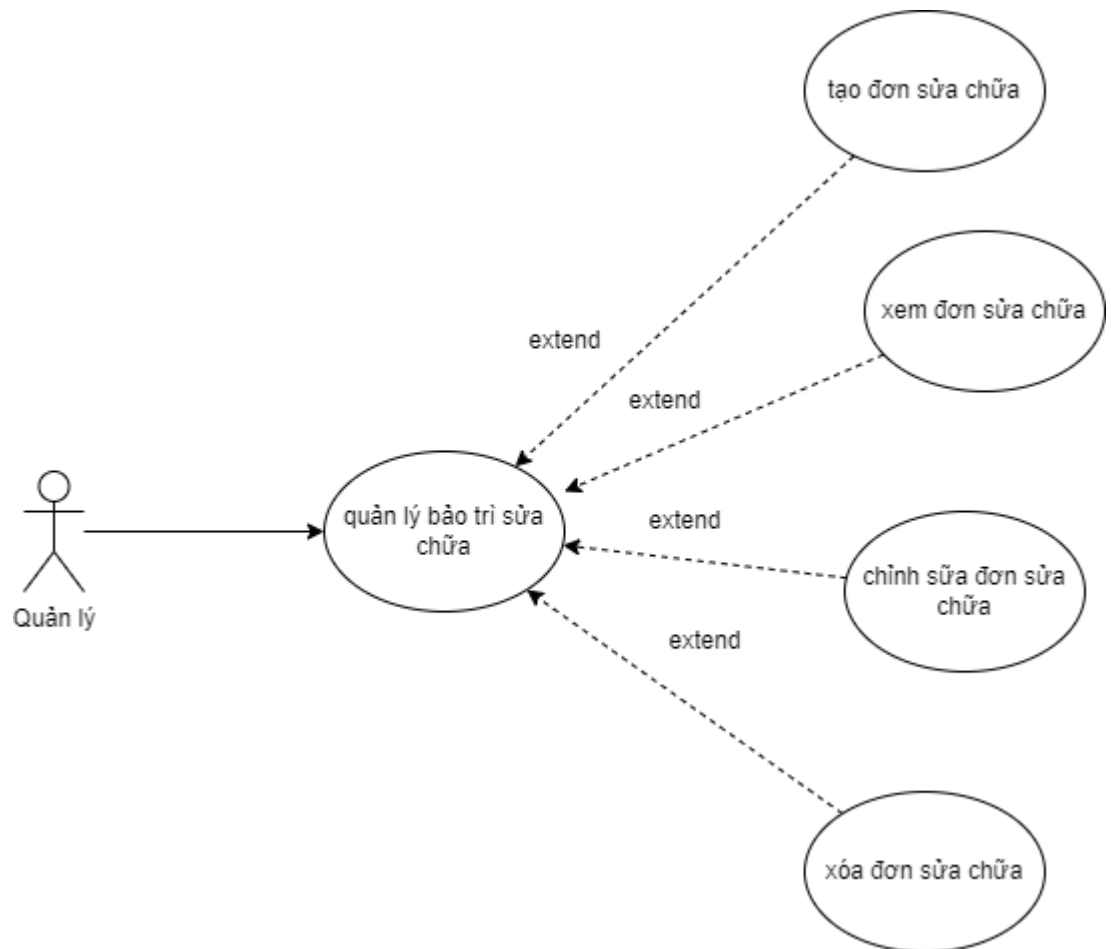 tạo đơn sửa chữa
xem đơn sửa chữa
extend
extend
quản lý bảo trì sửa
chữa
extend
chỉnh sữa đơn sửa
chữa
Quản lý
extend
xóa đơn sửa chữa